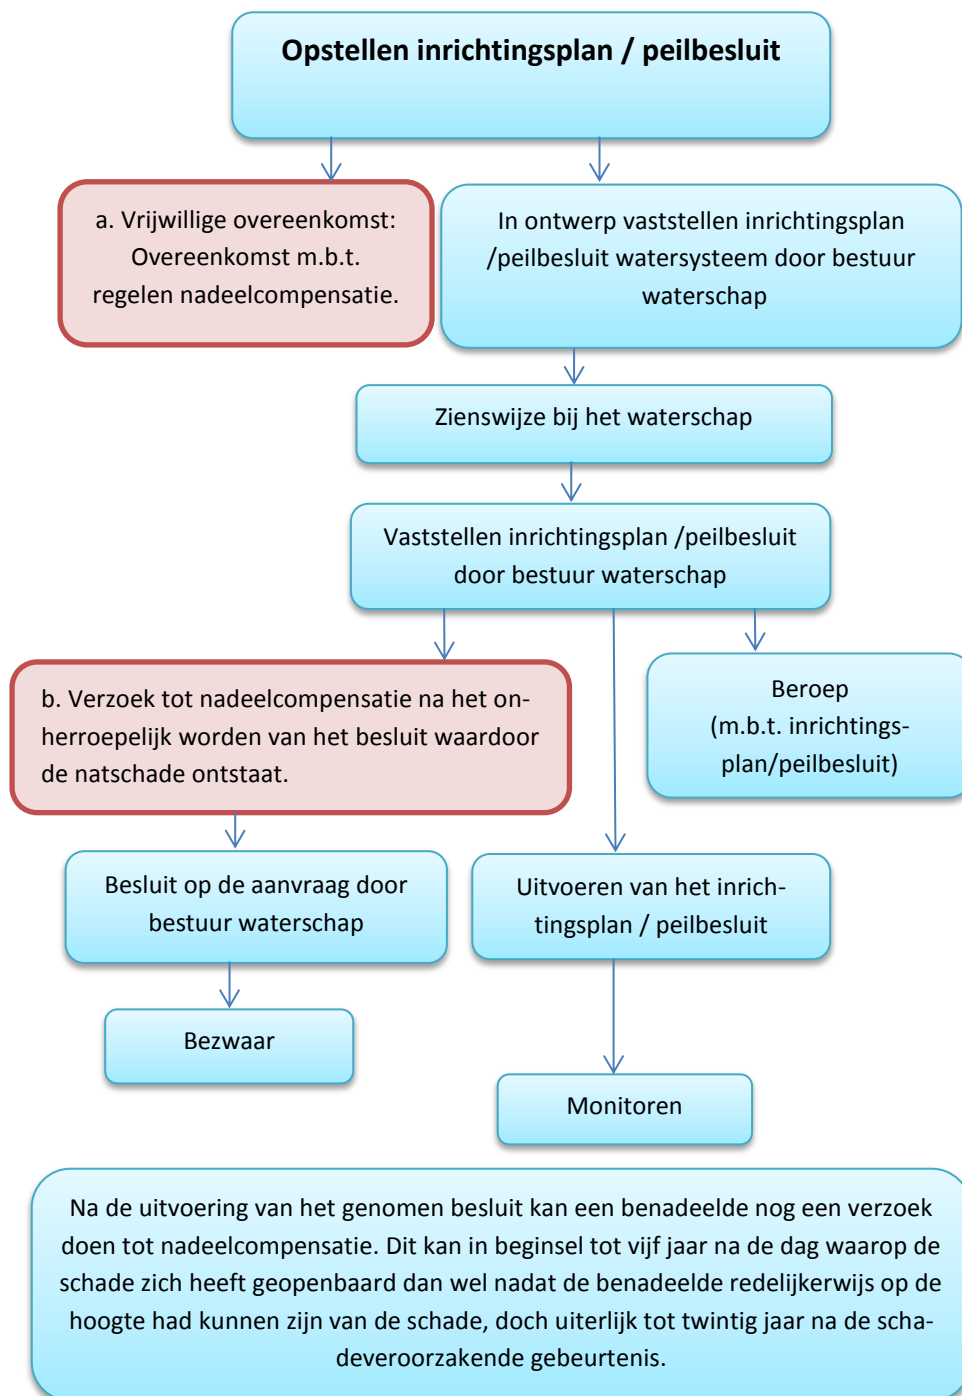 Opstellen inrichtingsplan / peilbesluit
a. Vrijwillige overeenkomst:
Overeenkomst m.b.t.
regelen nadeelcompensatie.
In ontwerp vaststellen inrichtingsplan
/peilbesluit watersysteem door bestuur
waterschap
Zienswijze bij het waterschap
Vaststellen inrichtingsplan /peilbesluit
door bestuur waterschap
b. Verzoek tot nadeelcompensatie na het on-
herroepelijk worden van het besluit waardoor
de natschade ontstaat.
Beroep
(m.b.t. inrichtings-
plan/peilbesluit)
Besluit op de aanvraag door
bestuur waterschap
Uitvoeren van het inrich-
tingsplan / peilbesluit
Bezwaar
Monitoren
Na de uitvoering van het genomen besluit kan een benadeelde nog een verzoek
doen tot nadeelcompensatie. Dit kan in beginsel tot vijf jaar na de dag waarop de
schade zich heeft geopenbaard dan wel nadat de benadeelde redelijkerwijs op de
hoogte had kunnen zijn van de schade, doch uiterlijk tot twintig jaar na de scha-
deveroorzakende gebeurtenis.